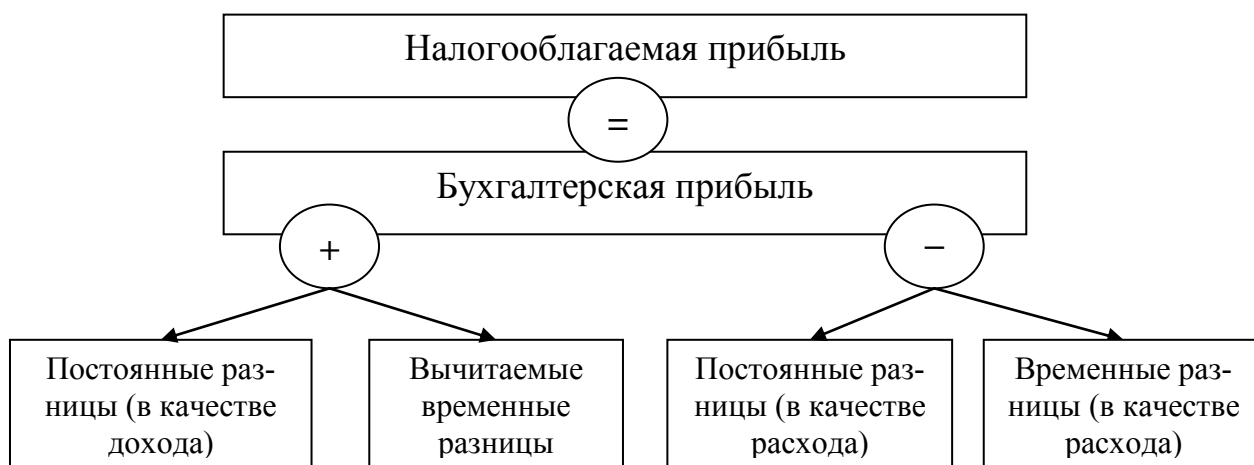 Налогооблагаемая прибыль
=
Бухгалтерская прибыль
+
−
Постоянные раз-
ницы (в качестве
дохода)
Вычитаемые
временные
разницы
Постоянные раз-
ницы (в качестве
расхода)
Временные раз-
ницы (в качестве
расхода)